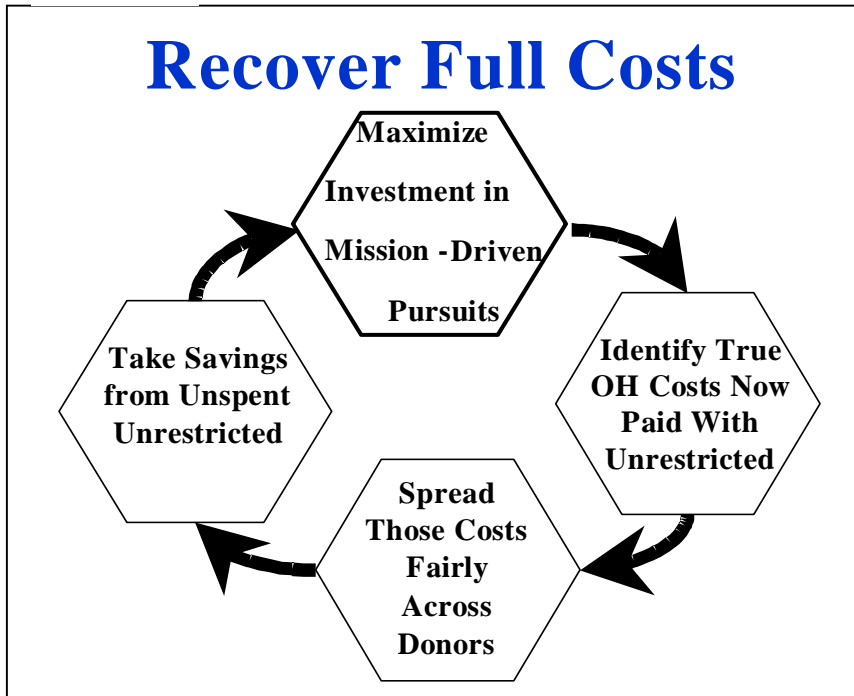 Recover Full Costs
Maximize
Investment in
Mission -Driven
Pursuits
Identify True
OH Costs Now
Paid With
Unrestricted
Spread
Those Costs
Fairly
Across
Donors
Take Savings
from Unspent
Unrestricted